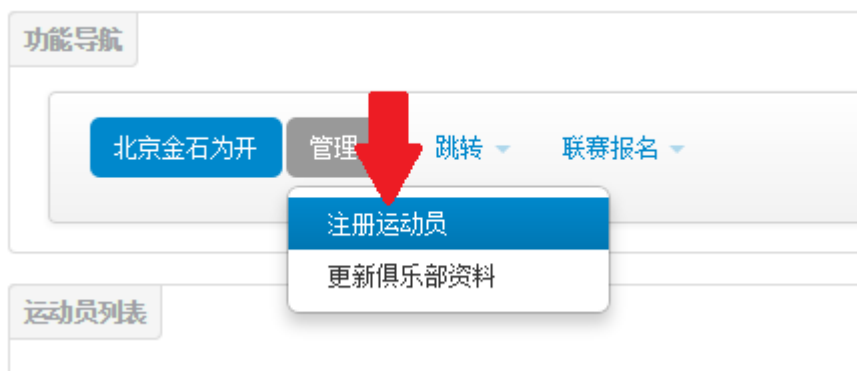 功能导航
北京金石为开 管理 跳转 联赛报名
注册运动员
更新俱乐部资料
运动员列表